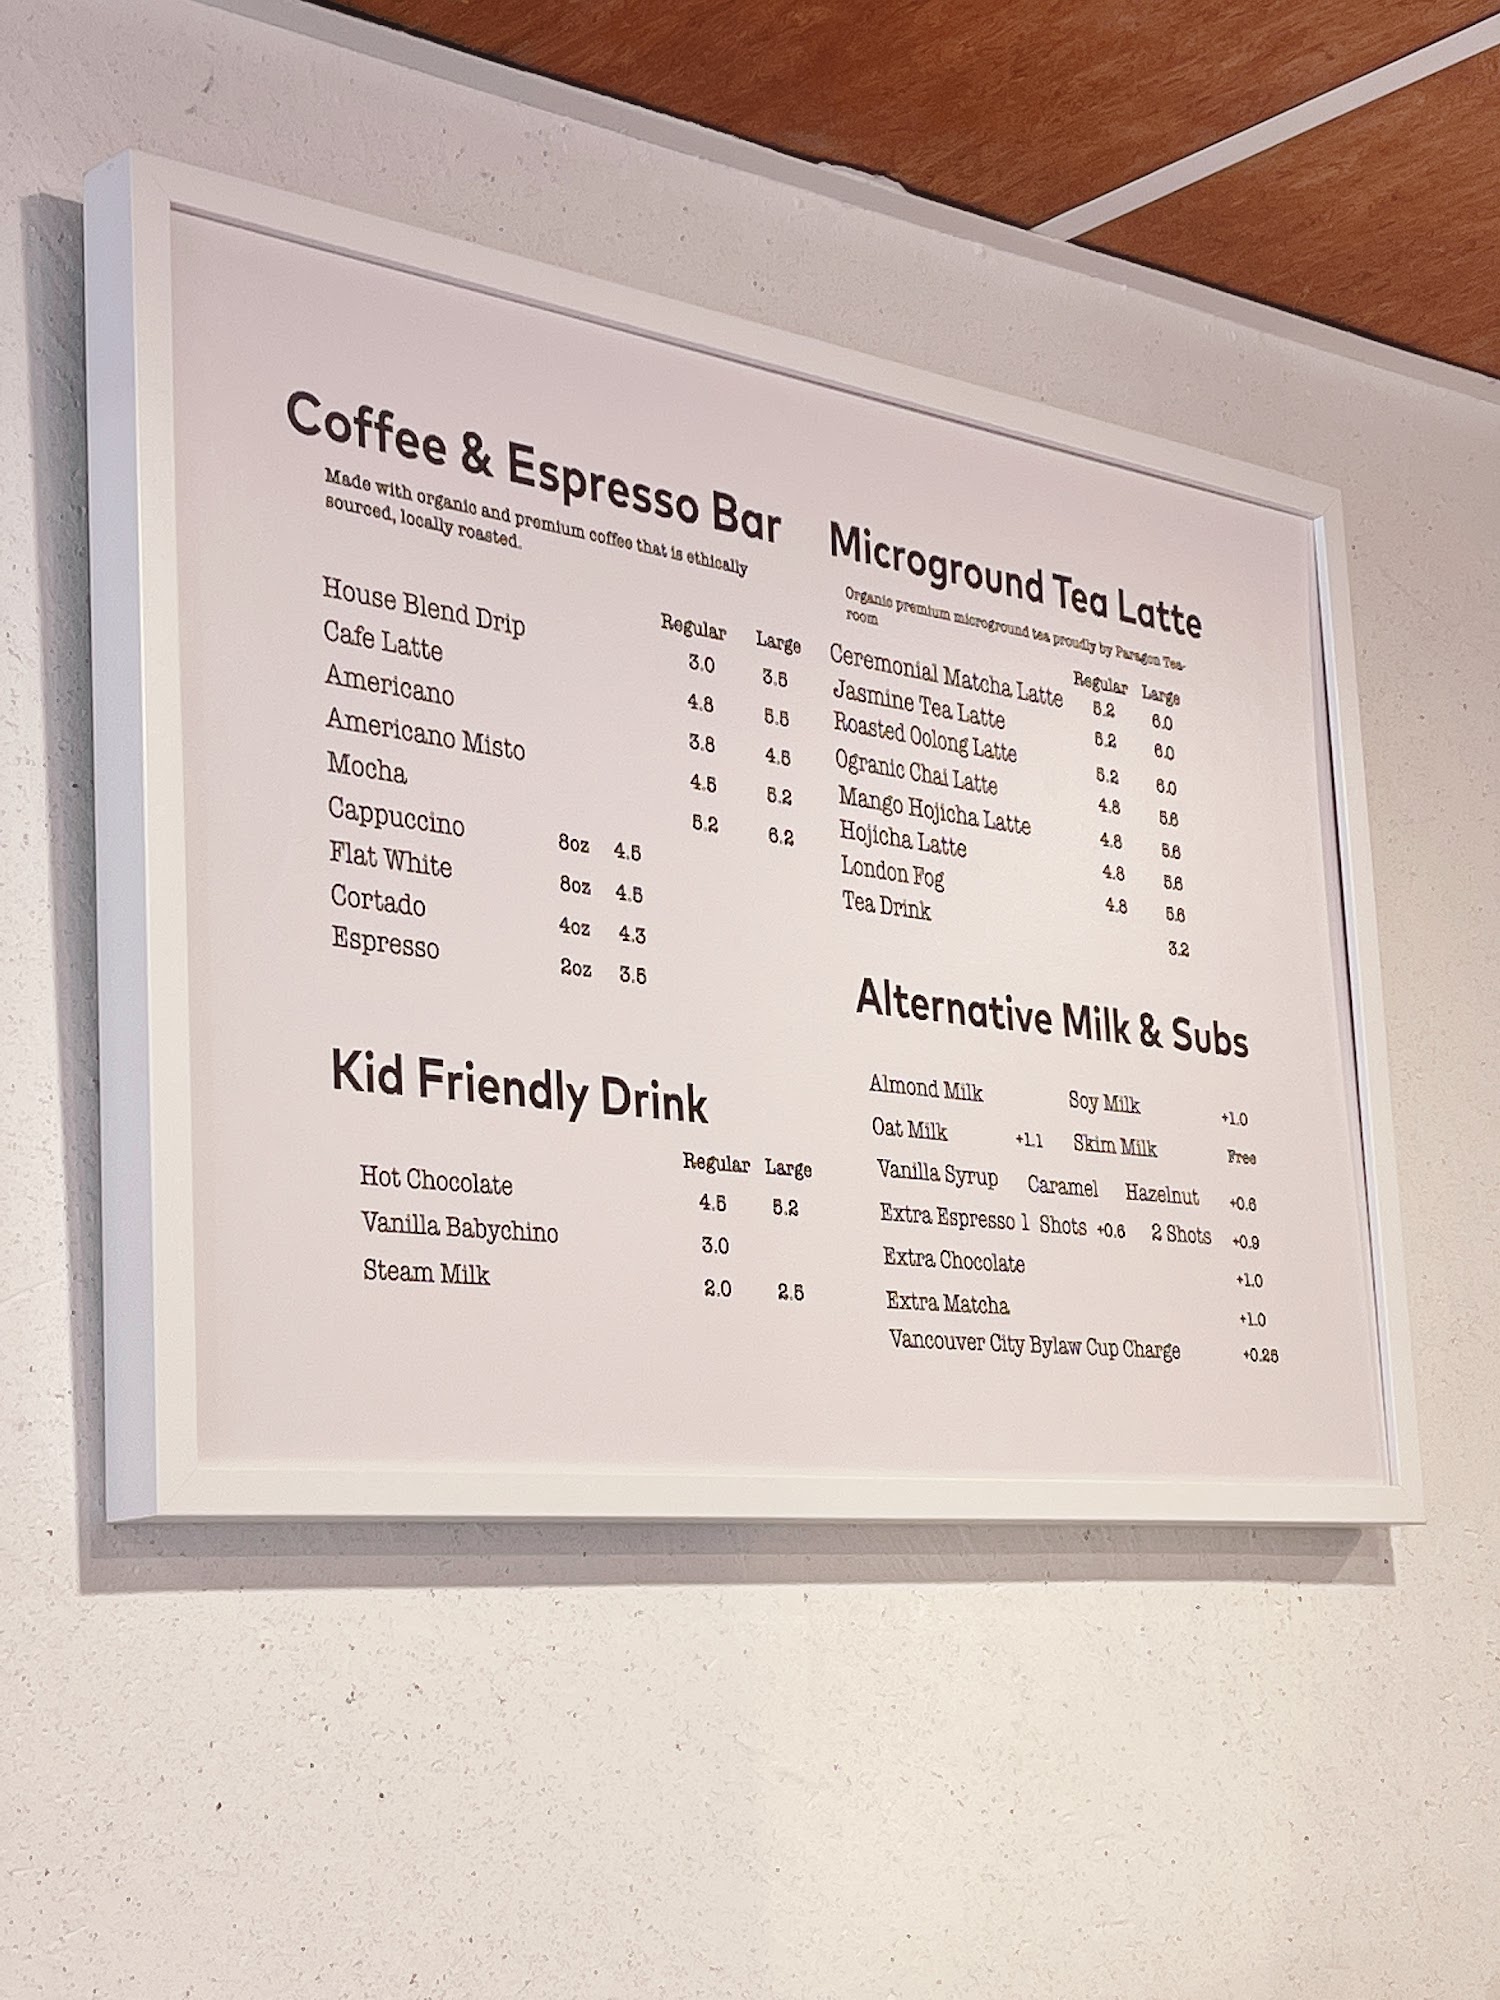 Coffee & Espresso Bar
Made with organic and premium coffee that is ethically
sourced, locally roasted.
Regular Large
House Blend Drip 3.0 3.5
Cafe Latte 4.8 5.5
Americano 3.8 4.5
Americano Misto 4.5 5.2
Mocha 5.2 6.2
Cappuccino 8oz 4.5
Flat White 8oz 4.5
Cortado 4oz 4.3
Espresso 2oz 3.5
Kid Friendly Drink
Regular Large
Hot Chocolate 4.5 5.2
Vanilla Babychino 3.0
Steam Milk 2.0 2.5
Microground Tea Latte
Organic premium microground tea proudly by Paragon Tea-
room
Regular Large
Ceremonial Matcha Latte 5.2 6.0
Jasmine Tea Latte 5.2 6.0
Roasted Oolong Latte 5.2 6.0
Ogranic Chai Latte 4.8 5.6
Mango Hojicha Latte 4.8 5.6
Hojicha Latte 4.8 5.6
London Fog 4.8 5.6
Tea Drink 3.2
Alternative Milk & Subs
Almond Milk Soy Milk +1.0
Oat Milk +1.1 Skim Milk Free
Vanilla Syrup Caramel Hazelnut +0.6
Extra Espresso 1 Shots +0.6 2 Shots +0.9
Extra Chocolate +1.0
Extra Matcha +1.0
Vancouver City Bylaw Cup Charge +0.25